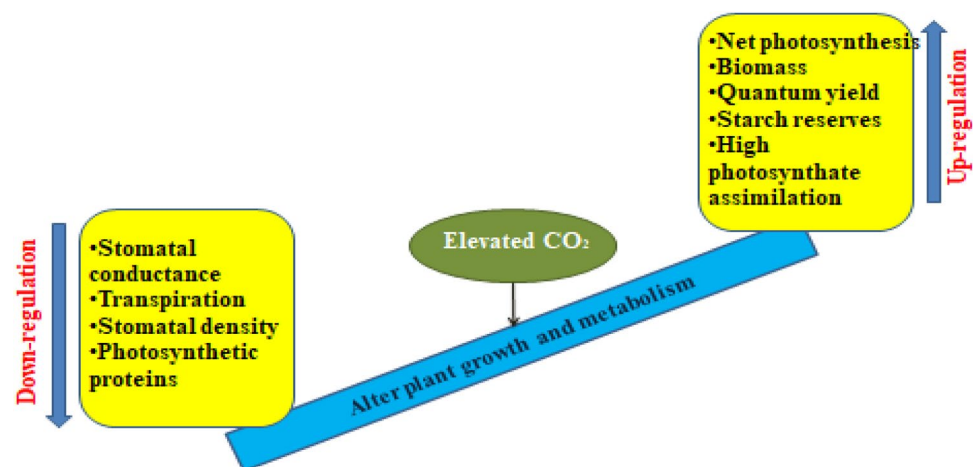 •Net photosynthesis
•Biomass
•Quantum yield
•Starch reserves
•High
photosynthate
assimilation
Up-regulation
Elevated CO₂
Down-regulation
•Stomatal
conductance
•Transpiration
•Stomatal density
•Photosynthetic
proteins
Alter plant growth and metabolism